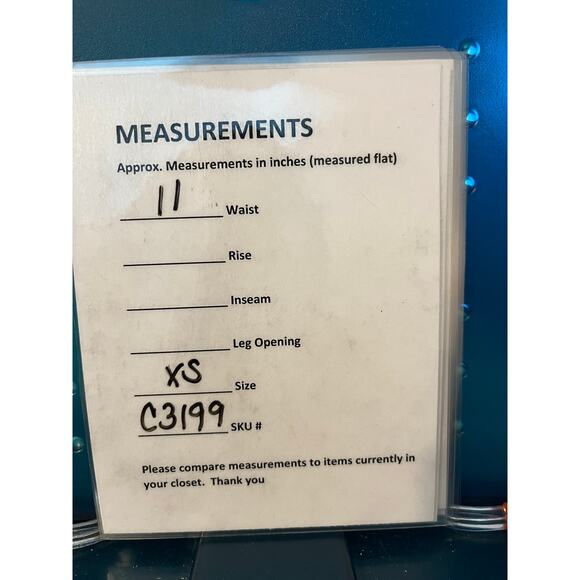 MEASUREMENTS
Approx. Measurements in inches (measured flat)
11 Waist
Rise
Inseam
Leg Opening
XS Size
C3199 SKU #
Please compare measurements to items currently in
your closet. Thank you